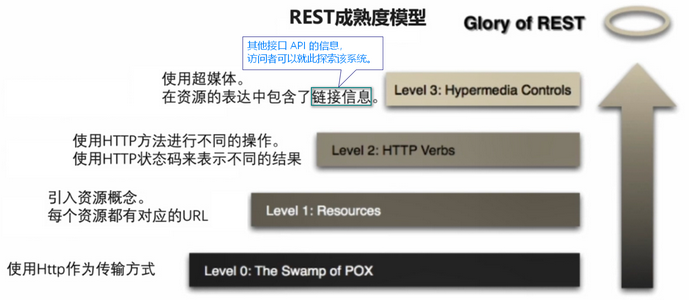 REST成熟度模型
Glory of REST
其他接口 API 的信息,
访问者可以就此探索该系统。
使用超媒体。
在资源的表达中包含了链接信息。
Level 3: Hypermedia Controls
使用HTTP方法进行不同的操作。
使用HTTP状态码来表示不同的结果
Level 2: HTTP Verbs
引入资源概念。
每个资源都有对应的URL
Level 1: Resources
使用Http作为传输方式
Level 0: The Swamp of POX